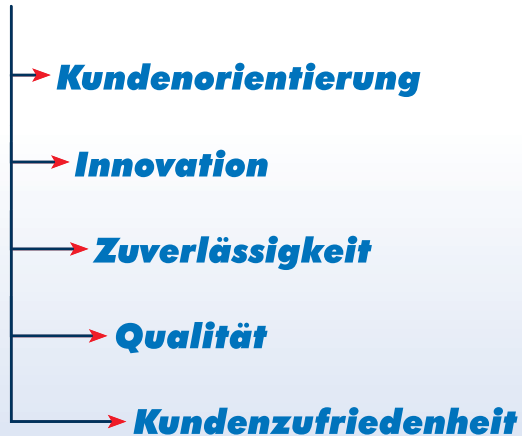 Kundenorientierung
Innovation
Zuverlässigkeit
Qualität
Kundenzufriedenheit